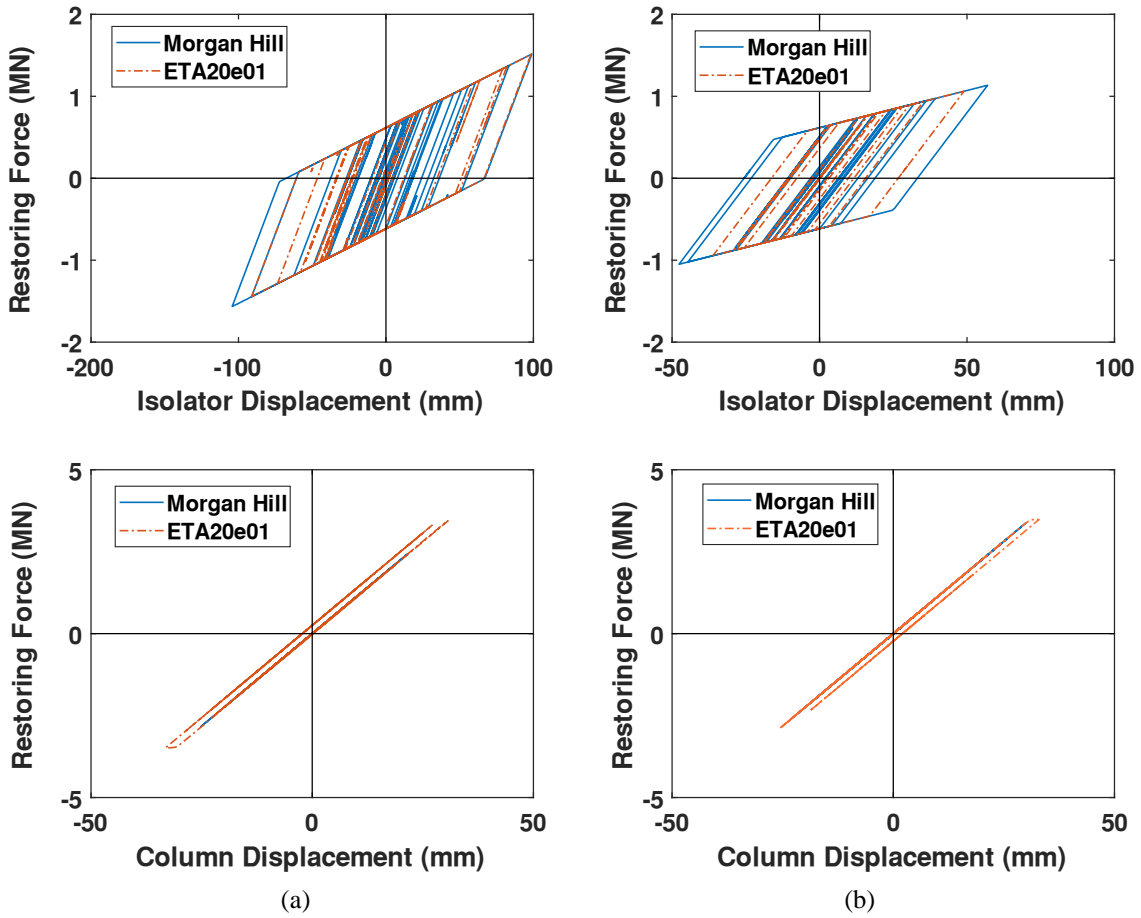 2
1
0
-1
-2
Restoring Force (MN)
Morgan Hill
ETA20e01
-200
-100
0
100
Isolator Displacement (mm)
2
1
0
-1
-2
Restoring Force (MN)
Morgan Hill
ETA20e01
-50
0
50
100
Isolator Displacement (mm)
5
0
-5
Restoring Force (MN)
Morgan Hill
ETA20e01
-50
0
50
Column Displacement (mm)
(a)
5
0
-5
Restoring Force (MN)
Morgan Hill
ETA20e01
-50
0
50
100
Column Displacement (mm)
(b)